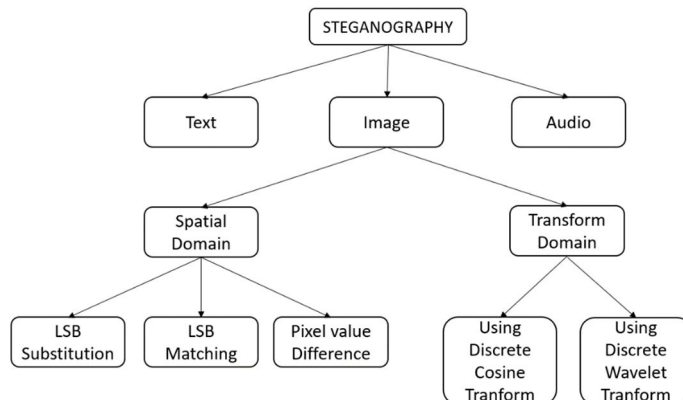 STEGANOGRAPHY
Text
Image
Audio
Spatial
Domain
Transform
Domain
LSB
Substitution
LSB
Matching
Pixel value
Difference
Using
Discrete
Cosine
Tranform
Using
Discrete
Wavelet
Tranform